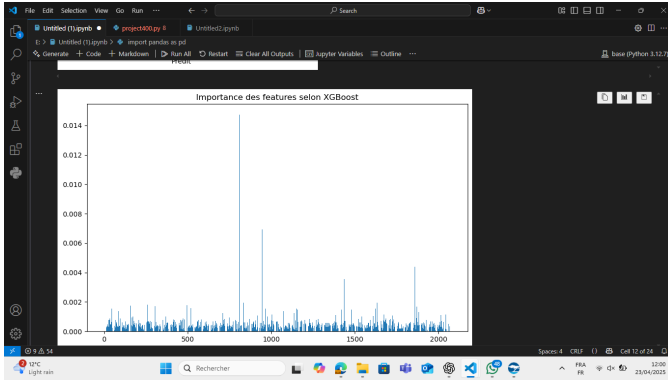 File Edit Selection View Go Run ··· ← → Search
Untitled (1).ipynb ● project400.py 8 Untitled2.ipynb
E: > Untitled (1).ipynb > import pandas as pd
Generate + Code + Markdown | Run All Restart Clear All Outputs | Jupyter Variables Outline ··· base (Python 3.12.7)
Prédit
Importance des features selon XGBoost
0.014
0.012
0.010
0.008
0.006
0.004
0.002
0.000
0 500 1000 1500 2000
9 54 Spaces: 4 CRLF Cell 12 of 24
12°C
Light rain
Rechercher
FRA
FR
12:00
23/04/2025